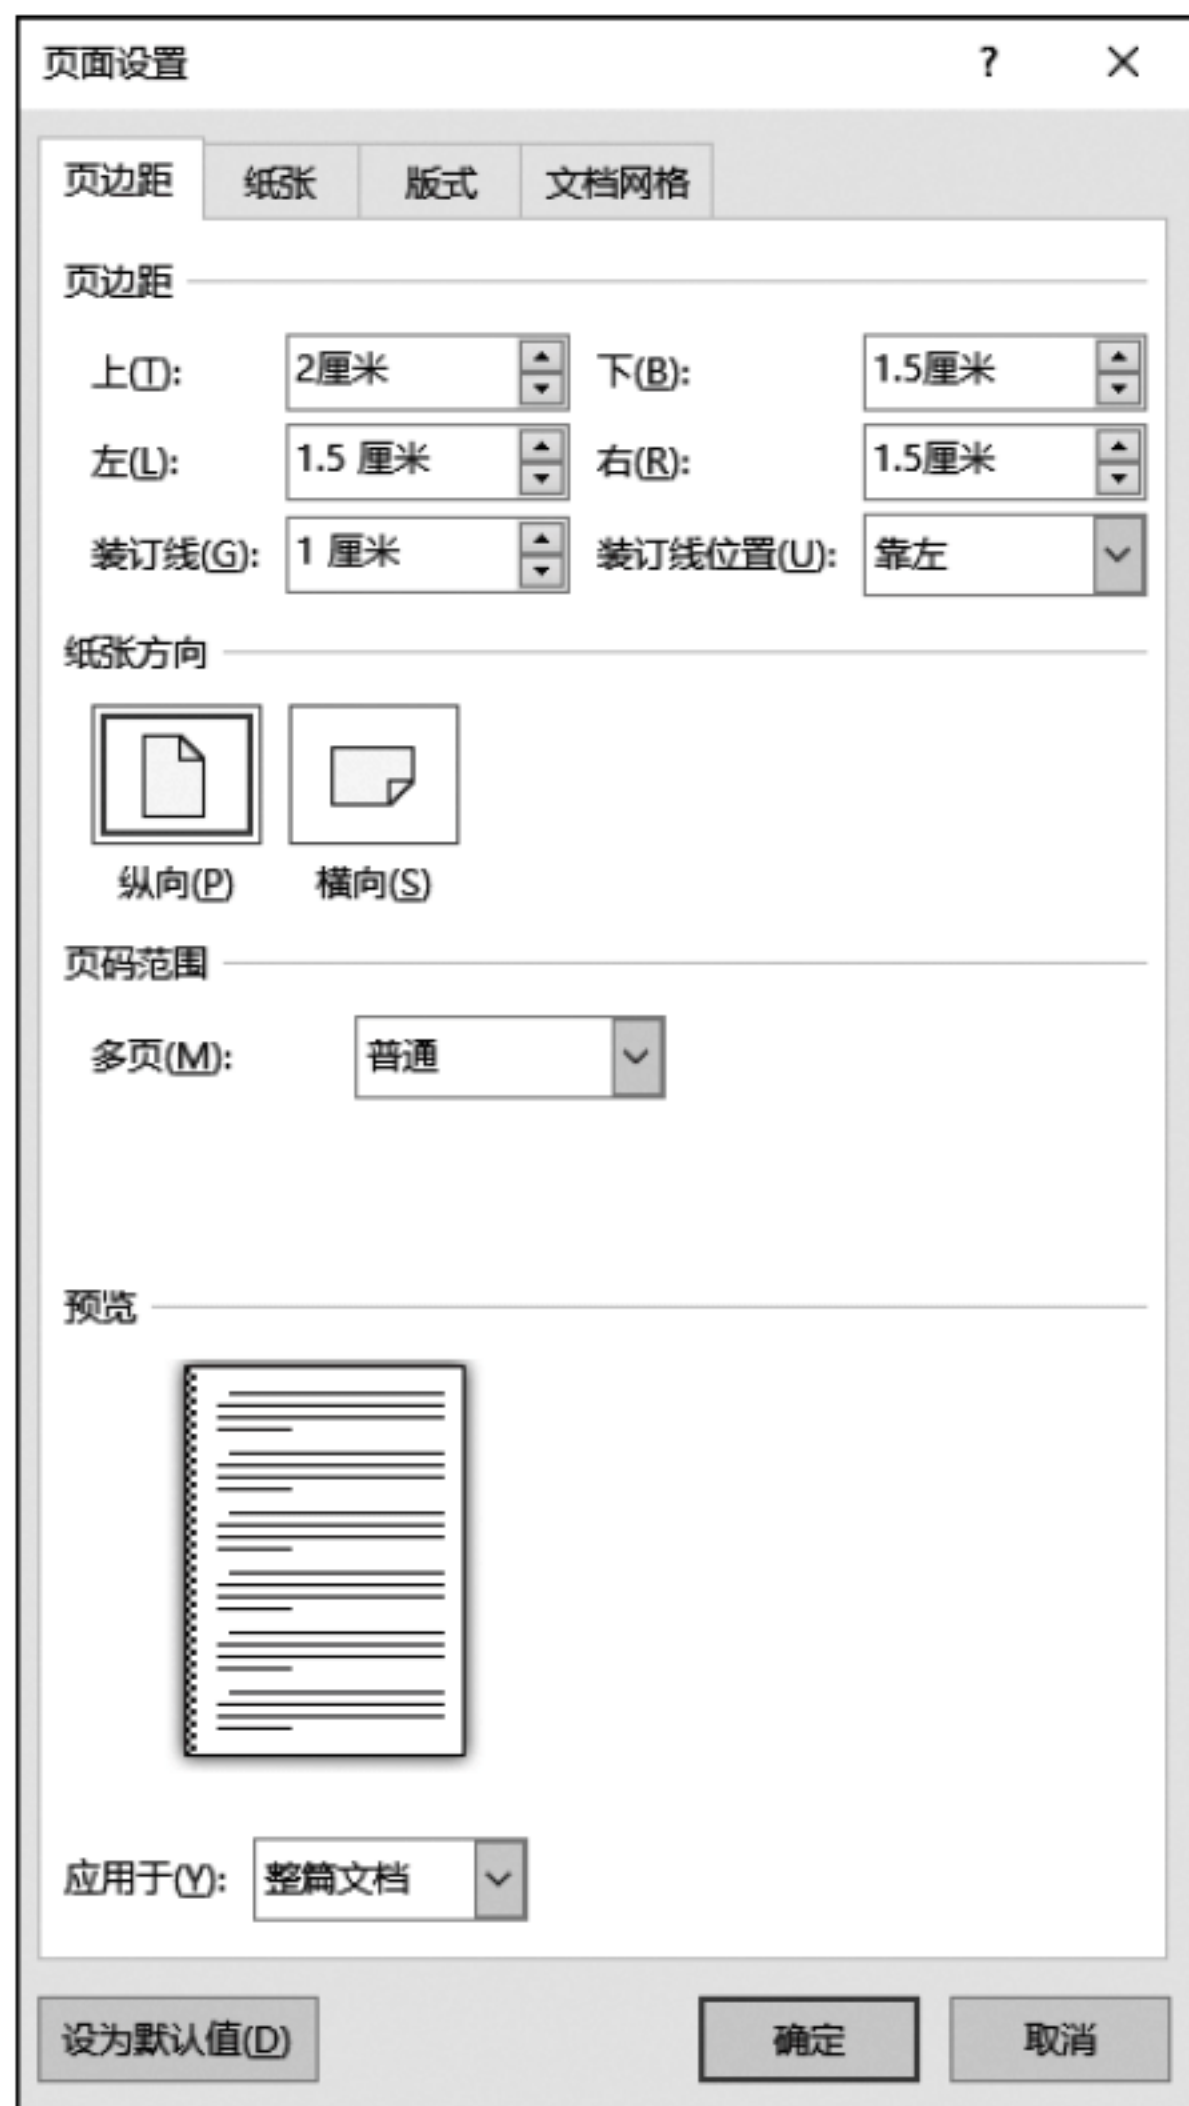 页面设置 ? ×
页边距 纸张 版式 文档网格
页边距
上(T): 2厘米 下(B): 1.5厘米
左(L): 1.5 厘米 右(R): 1.5厘米
装订线(G): 1 厘米 装订线位置(U): 靠左
纸张方向
纵向(P) 横向(S)
页码范围
多页(M): 普通
预览
应用于(Y): 整篇文档
设为默认值(D) 确定 取消